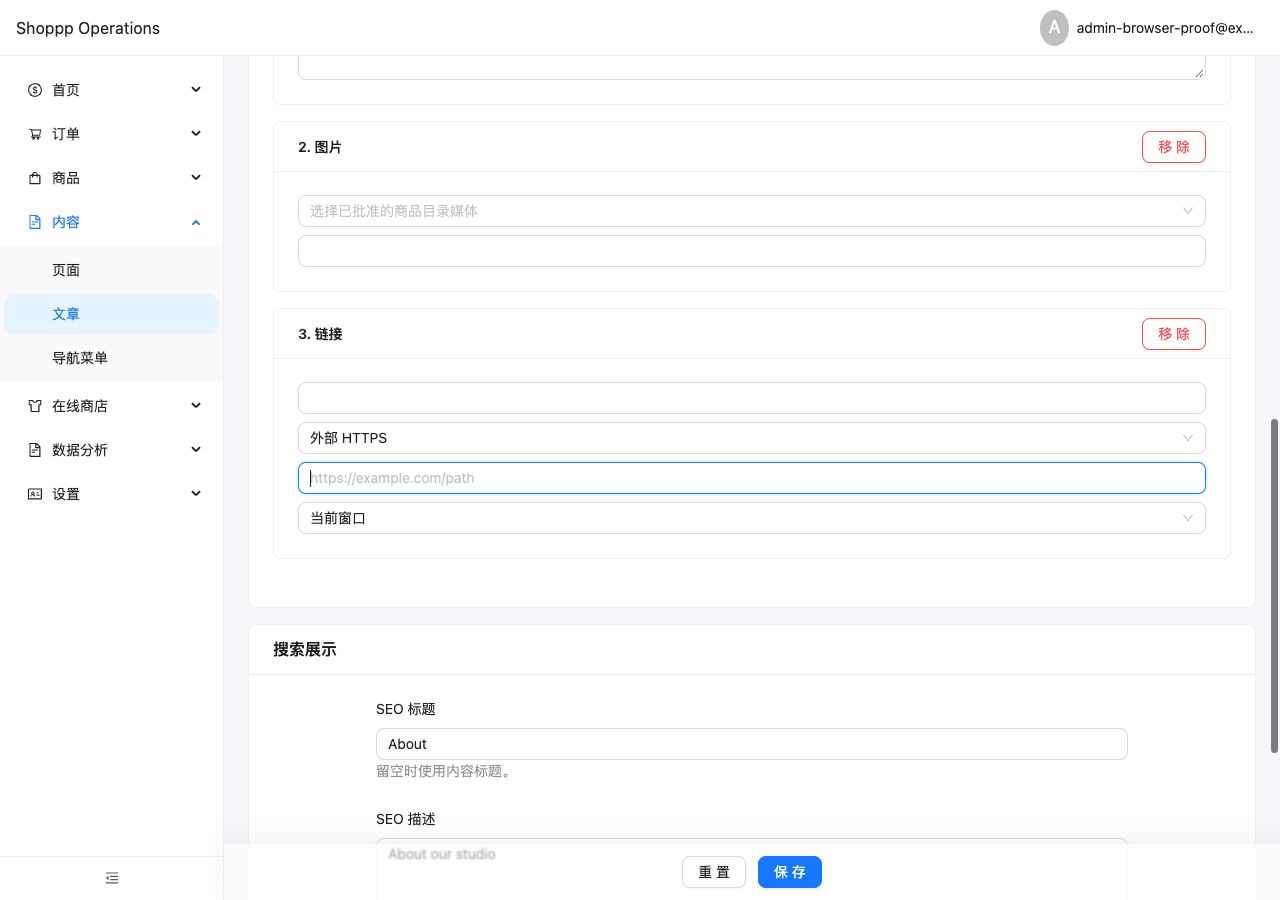 Shoppp Operations
A
admin-browser-proof@ex...
首页
订单
商品
内容
页面
文章
导航菜单
在线商店
数据分析
设置
2. 图片
移 除
选择已批准的商品目录媒体
3. 链接
移 除
外部 HTTPS
https://example.com/path
当前窗口
搜索展示
SEO 标题
About
留空时使用内容标题。
SEO 描述
About our studio
重 置
保 存